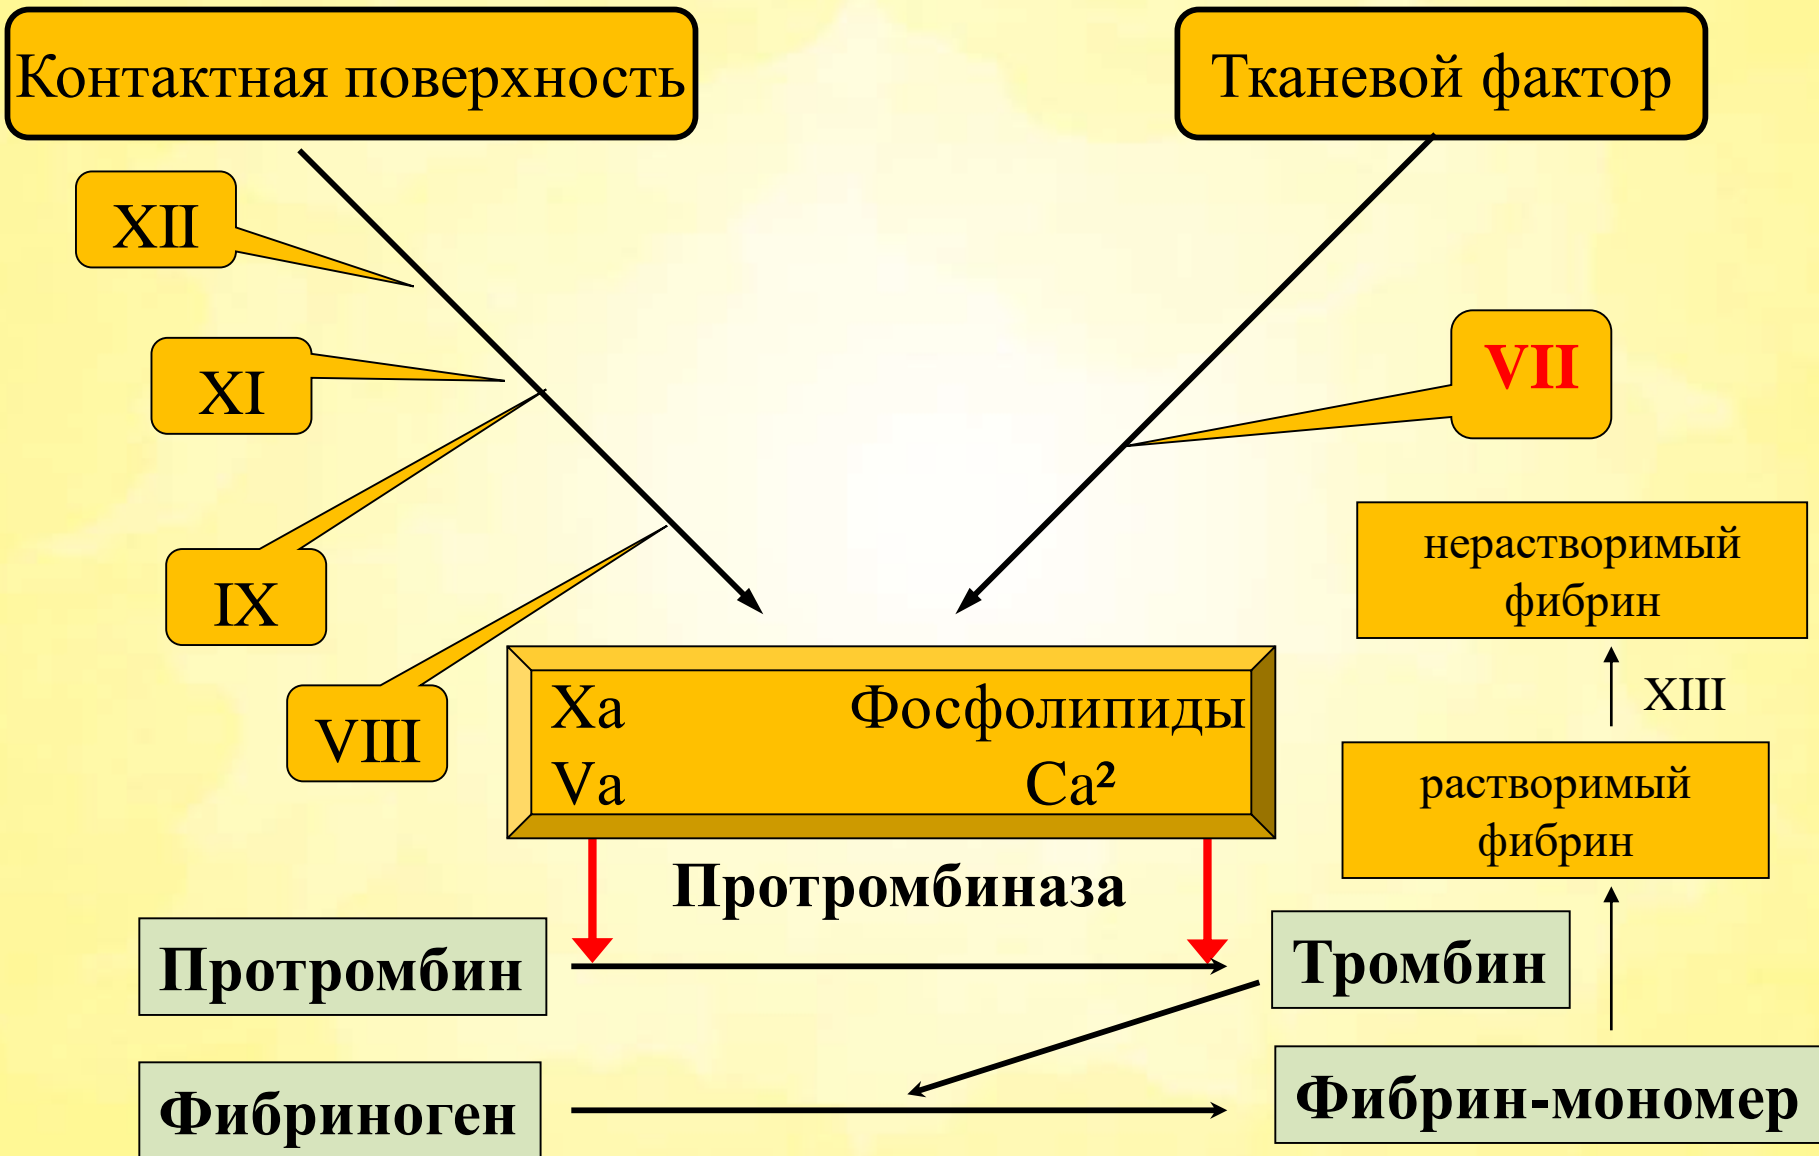 Контактная поверхность
Тканевой фактор
XII
XI
IX
VIII
VII
Xa Фосфолипиды
Va Ca²
Протромбиназа
нерастворимый
фибрин
XIII
растворимый
фибрин
Протромбин
Тромбин
Фибриноген
Фибрин-мономер